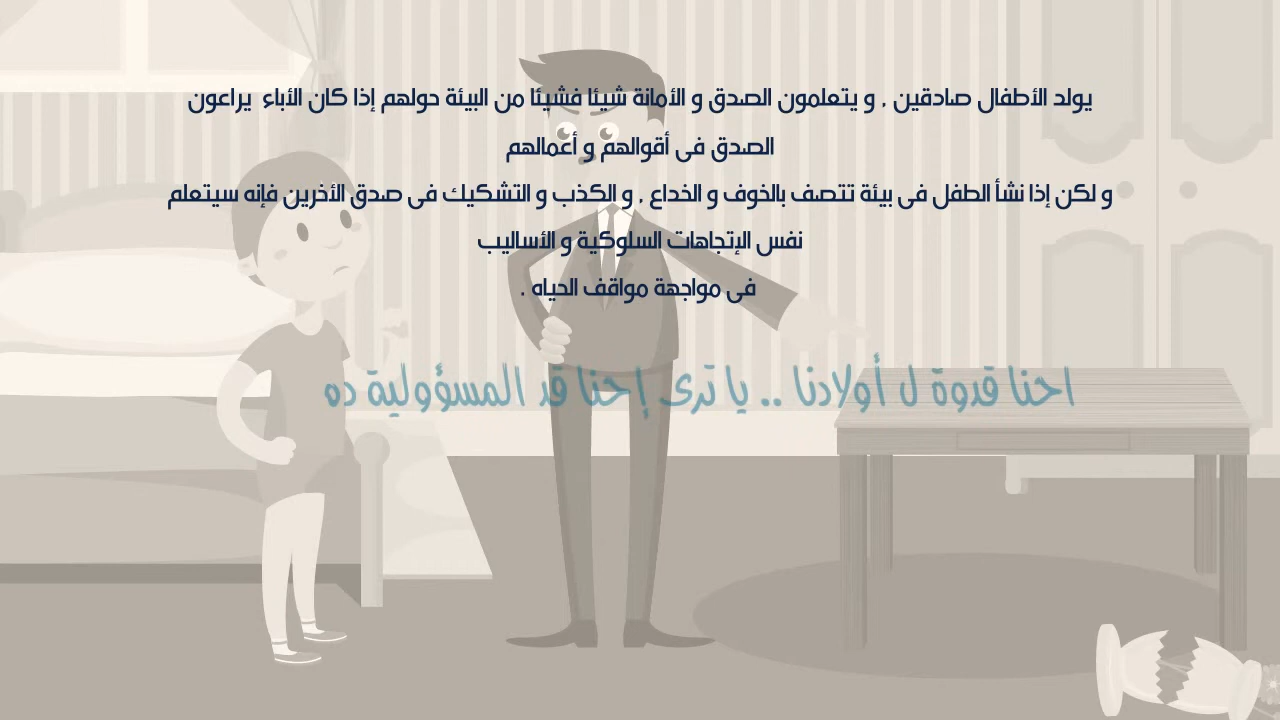 يولد الأطفال صادقين , و يتعلمون الصدق و الأمانة شيئا فشيئا من البيئة حولهم إذا كان الأباء يراعون
الصدق فى أقوالهم و أعمالهم
و لكن إذا نشأ الطفل فى بيئة تتصف بالخوف و الخداع , و الكذب و التشكيك فى صدق الأخرين فإنه سيتعلم
نفس الإتجاهات السلوكية و الأساليب
فى مواجهة مواقف الحياه .
احنا قدوة ل أولادنا .. يا ترى إحنا قد المسؤولية ده